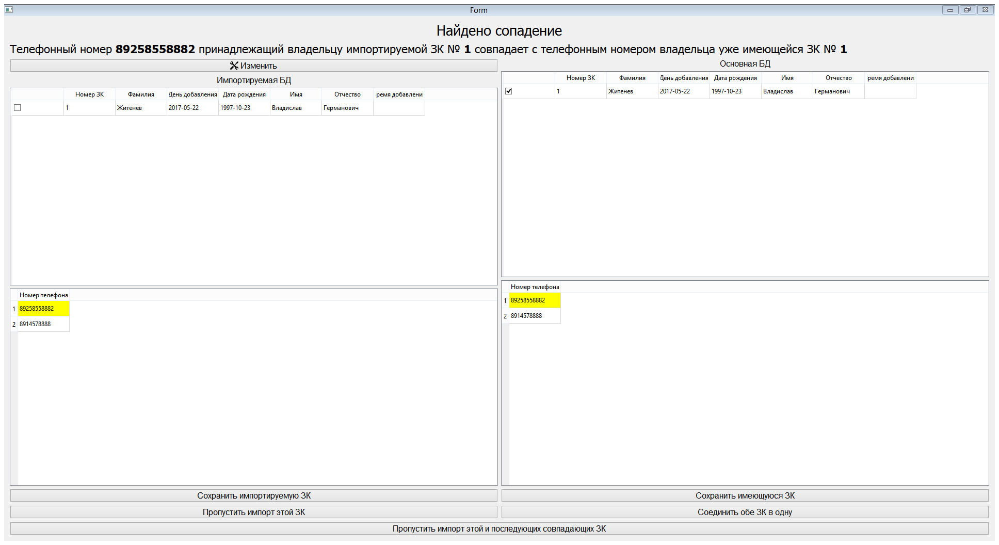 Form
Найдено сопадение
Телефонный номер 89258558882 принадлежащий владельцу импортируемой ЗК № 1 совпадает с телефонным номером владельца уже имеющейся ЗК № 1
Изменить
Импортируемая БД
Номер ЗК Фамилия День добавления Дата рождения Имя Отчество ремя добавлени
1 Житенев 2017-05-22 1997-10-23 Владислав Германович
Номер телефона
1 89258558882
2 8914578888
Сохранить импортируемую ЗК
Пропустить импорт этой ЗК
Основная БД
Номер ЗК Фамилия День добавления Дата рождения Имя Отчество ремя добавлени
1 Житенев 2017-05-22 1997-10-23 Владислав Германович
Номер телефона
1 89258558882
2 8914578888
Сохранить имеющуюся ЗК
Соединить обе ЗК в одну
Пропустить импорт этой и последующих совпадающих ЗК